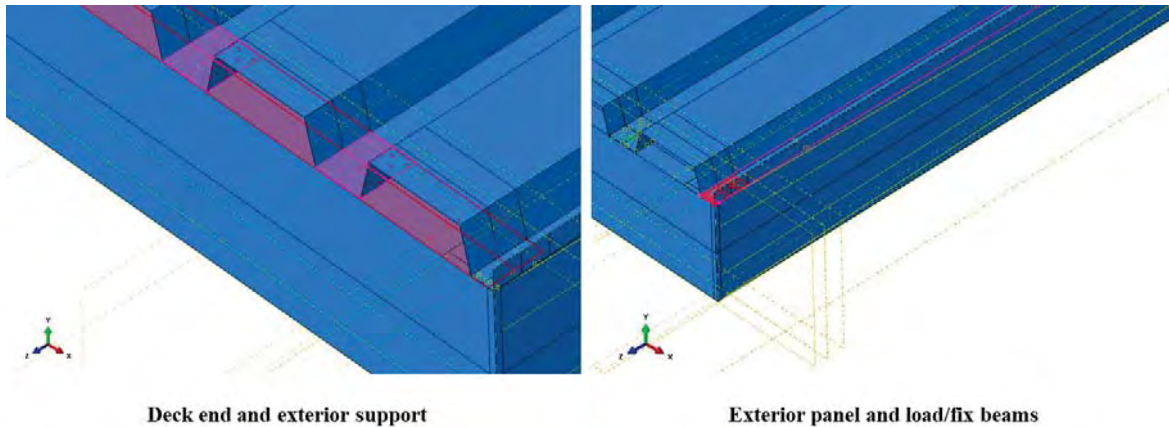 Y
Z
X
Y
Z
X
Deck end and exterior support
Exterior panel and load/fix beams